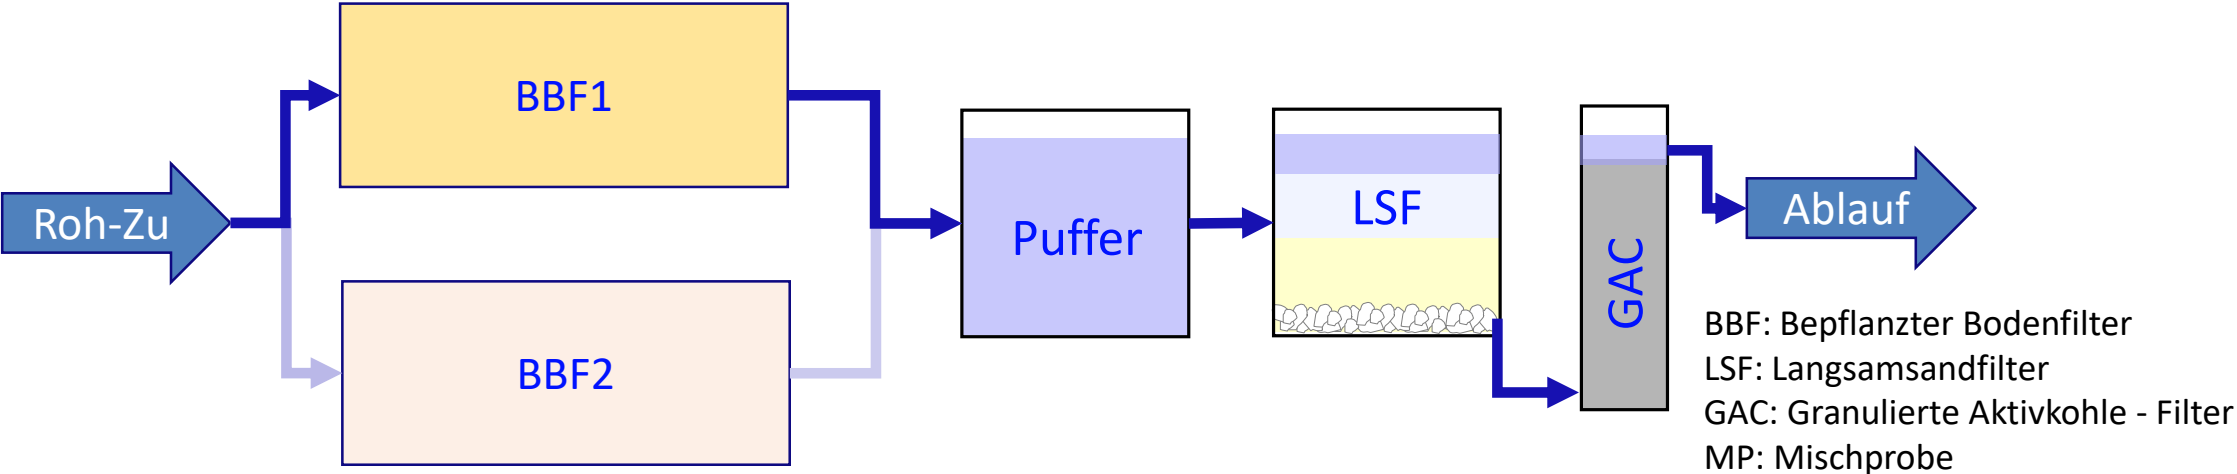 Roh-Zu
BBF1
BBF2
Puffer
LSF
GAC
Ablauf
BBF: Bepflanzter Bodenfilter
LSF: Langsamsandfilter
GAC: Granulierte Aktivkohle - Filter
MP: Mischprobe